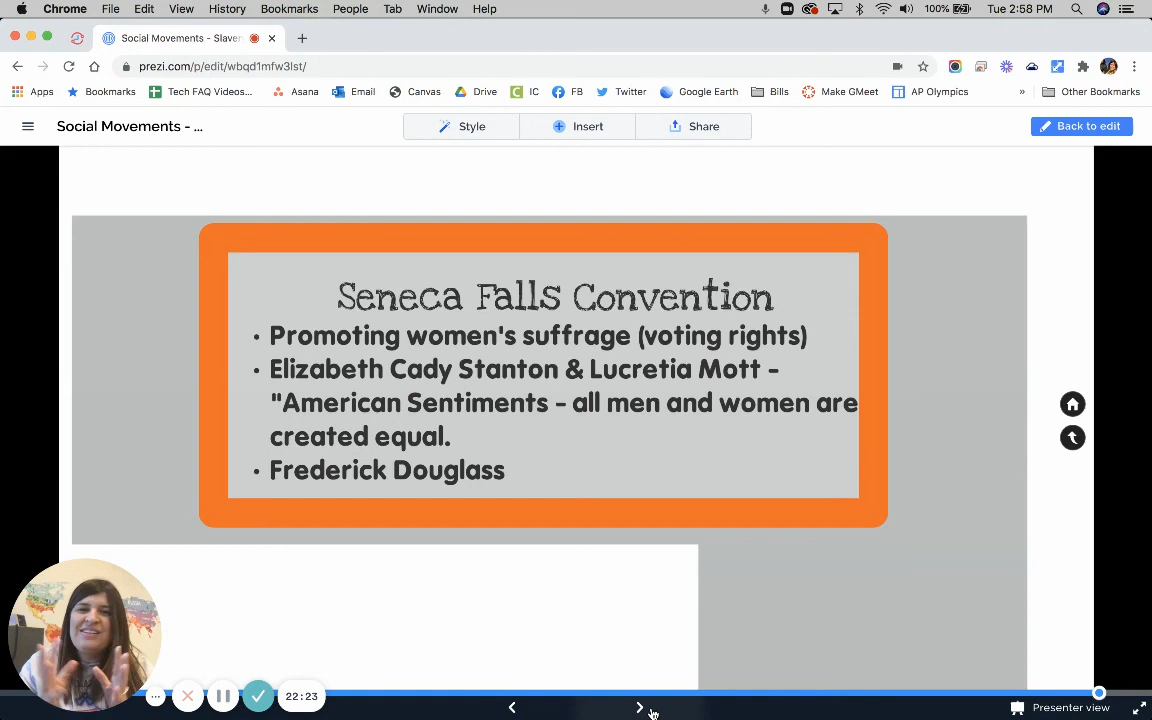 Chrome File Edit View History Bookmarks People Tab Window Help 100% Tue 2:58 PM
Social Movements - Slaver
prezi.com/p/edit/wbqd1mfw3lst/
Apps Bookmarks Tech FAQ Videos... Asana Email Canvas Drive IC FB Twitter Google Earth Bills Make GMeet AP Olympics » Other Bookmarks
Social Movements - ... Style Insert Share Back to edit
Seneca Falls Convention
• Promoting women's suffrage (voting rights)
• Elizabeth Cady Stanton & Lucretia Mott -
"American Sentiments - all men and women are
created equal.
• Frederick Douglass
22:23
Presenter view